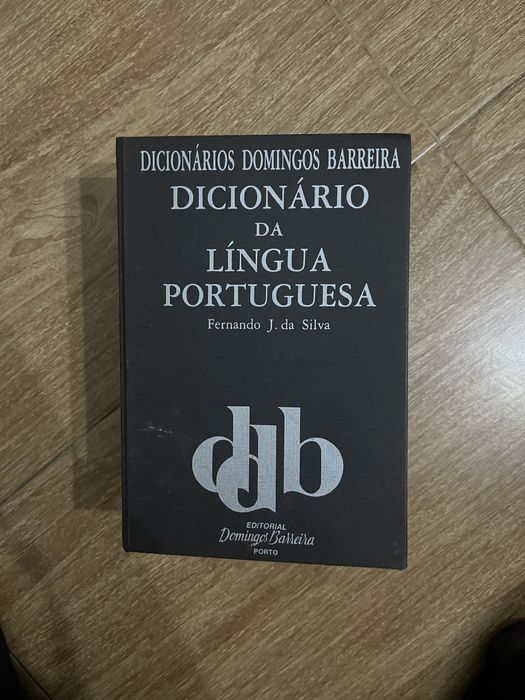 DICIONÁRIOS DOMINGOS BARREIRA
DICIONÁRIO
DA
LÍNGUA
PORTUGUESA
Fernando J. da Silva
ddb
EDITORIAL
Domingos Barreira
PORTO